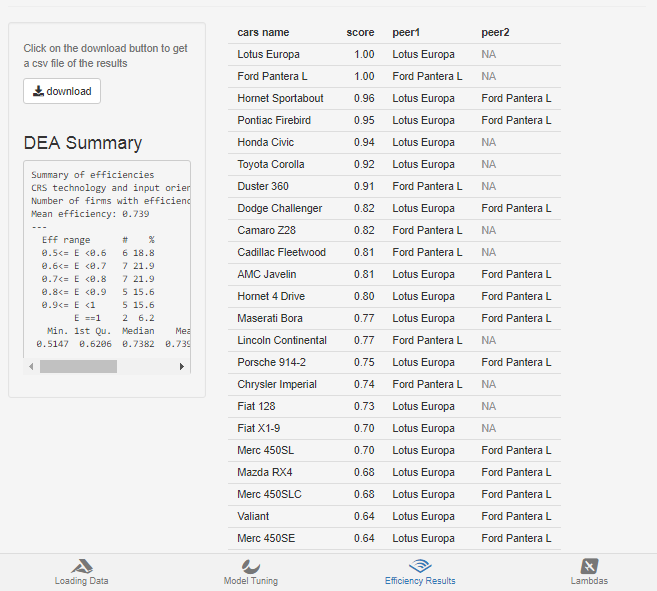 Click on the download button to get
a csv file of the results
download
DEA Summary
Summary of efficiencies
CRS technology and input orien
Number of firms with efficienc
Mean efficiency: 0.739
---
Eff range # %
0.5<= E <0.6 6 18.8
0.6<= E <0.7 7 21.9
0.7<= E <0.8 7 21.9
0.8<= E <0.9 5 15.6
0.9<= E <1 5 15.6
E ==1 2 6.2
Min. 1st Qu. Median Mea
0.5147 0.6206 0.7382 0.739
cars name score peer1 peer2
Lotus Europa 1.00 Lotus Europa NA
Ford Pantera L 1.00 Ford Pantera L NA
Hornet Sportabout 0.96 Lotus Europa Ford Pantera L
Pontiac Firebird 0.95 Lotus Europa Ford Pantera L
Honda Civic 0.94 Lotus Europa NA
Toyota Corolla 0.92 Lotus Europa NA
Duster 360 0.91 Ford Pantera L NA
Dodge Challenger 0.82 Lotus Europa Ford Pantera L
Camaro Z28 0.82 Ford Pantera L NA
Cadillac Fleetwood 0.81 Ford Pantera L NA
AMC Javelin 0.81 Lotus Europa Ford Pantera L
Hornet 4 Drive 0.80 Lotus Europa Ford Pantera L
Maserati Bora 0.77 Lotus Europa Ford Pantera L
Lincoln Continental 0.77 Ford Pantera L NA
Porsche 914-2 0.75 Lotus Europa Ford Pantera L
Chrysler Imperial 0.74 Ford Pantera L NA
Fiat 128 0.73 Lotus Europa NA
Fiat X1-9 0.70 Lotus Europa NA
Merc 450SL 0.70 Lotus Europa Ford Pantera L
Mazda RX4 0.68 Lotus Europa Ford Pantera L
Merc 450SLC 0.68 Lotus Europa Ford Pantera L
Valiant 0.64 Lotus Europa Ford Pantera L
Merc 450SE 0.64 Lotus Europa Ford Pantera L
Loading Data Model Tuning Efficiency Results Lambdas